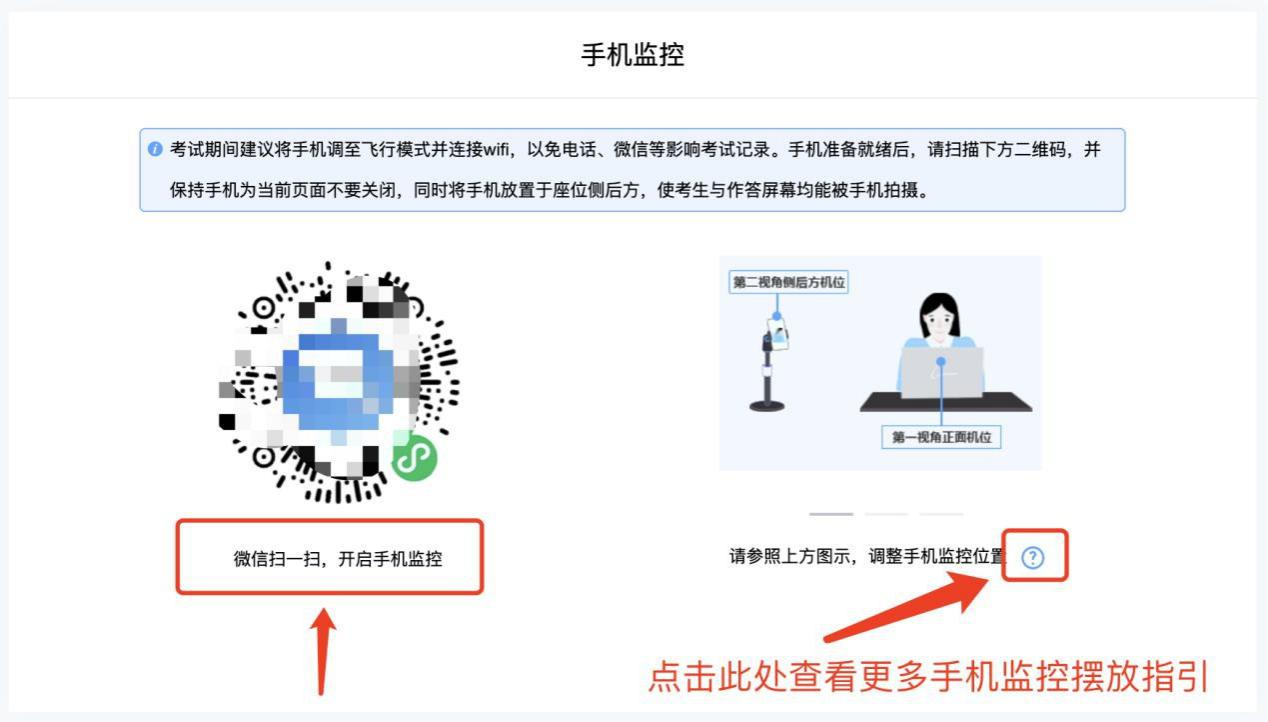 手机监控
考试期间建议将手机调至飞行模式并连接wifi，以免电话、微信等影响考试记录。手机准备就绪后，请扫描下方二维码，并
保持手机为当前页面不要关闭，同时将手机放置于座位侧后方，使考生与作答屏幕均能被手机拍摄。
第二视角侧后方机位
第一视角正面机位
微信扫一扫，开启手机监控
请参照上方图示，调整手机监控位置
点击此处查看更多手机监控摆放指引